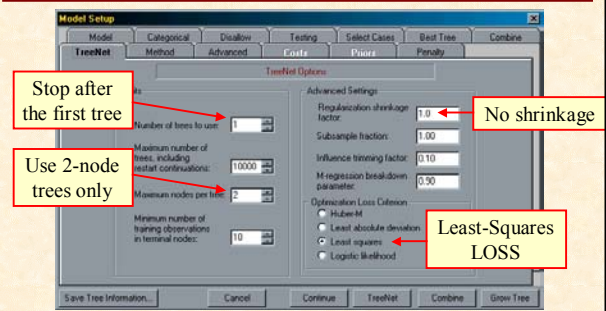 Model Setup
Model Categorical Disallow Testing Select Cases Best Tree Combine
TreeNet Method Advanced Costs Priors Penalty
TreeNet Options
Stop after
the first tree
Number of trees to use: 1
Maximum number of
trees, including
restart continuations: 10000
Use 2-node
trees only
Maximum nodes per tree: 2
Minimum number of
training observations
in terminal nodes: 10
Advanced Settings
Regularization shrinkage
factor: 1.0
No shrinkage
Subsample fraction: 1.00
Influence trimming factor: 0.10
M-regression breakdown
parameter: 0.90
Optimization Loss Criterion
Huber-M
Least absolute deviation
Least squares
Logistic likelihood
Least-Squares
LOSS
Save Tree Information... Cancel Continue TreeNet Combine Grow Tree